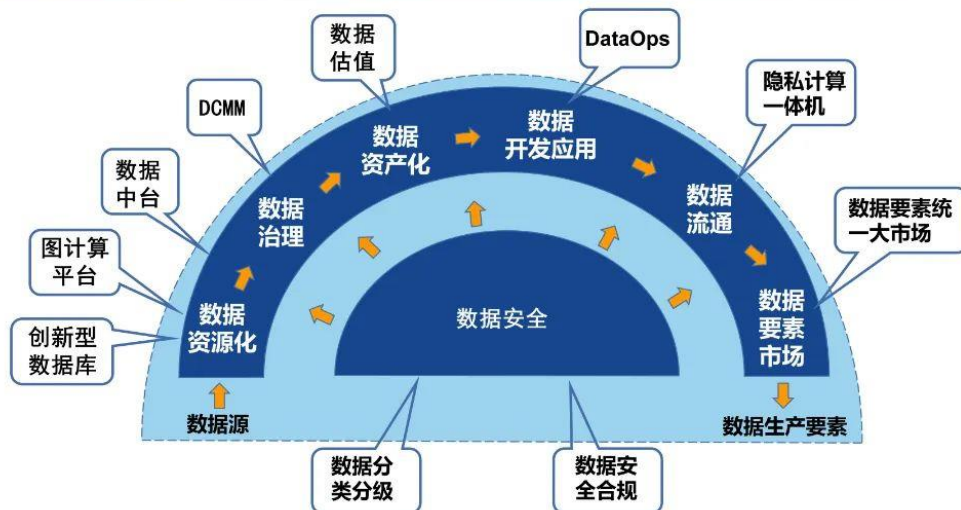 数据
估值
DataOps
隐私计算
一体机
DCMM
数据
资产化
数据
开发应用
数据
中台
数据
治理
数据
流通
数据要素统
一大市场
图计算
平台
创新型
数据库
数据
资源化
数据安全
数据
要素
市场
数据源
数据生产要素
数据分
类分级
数据安
全合规